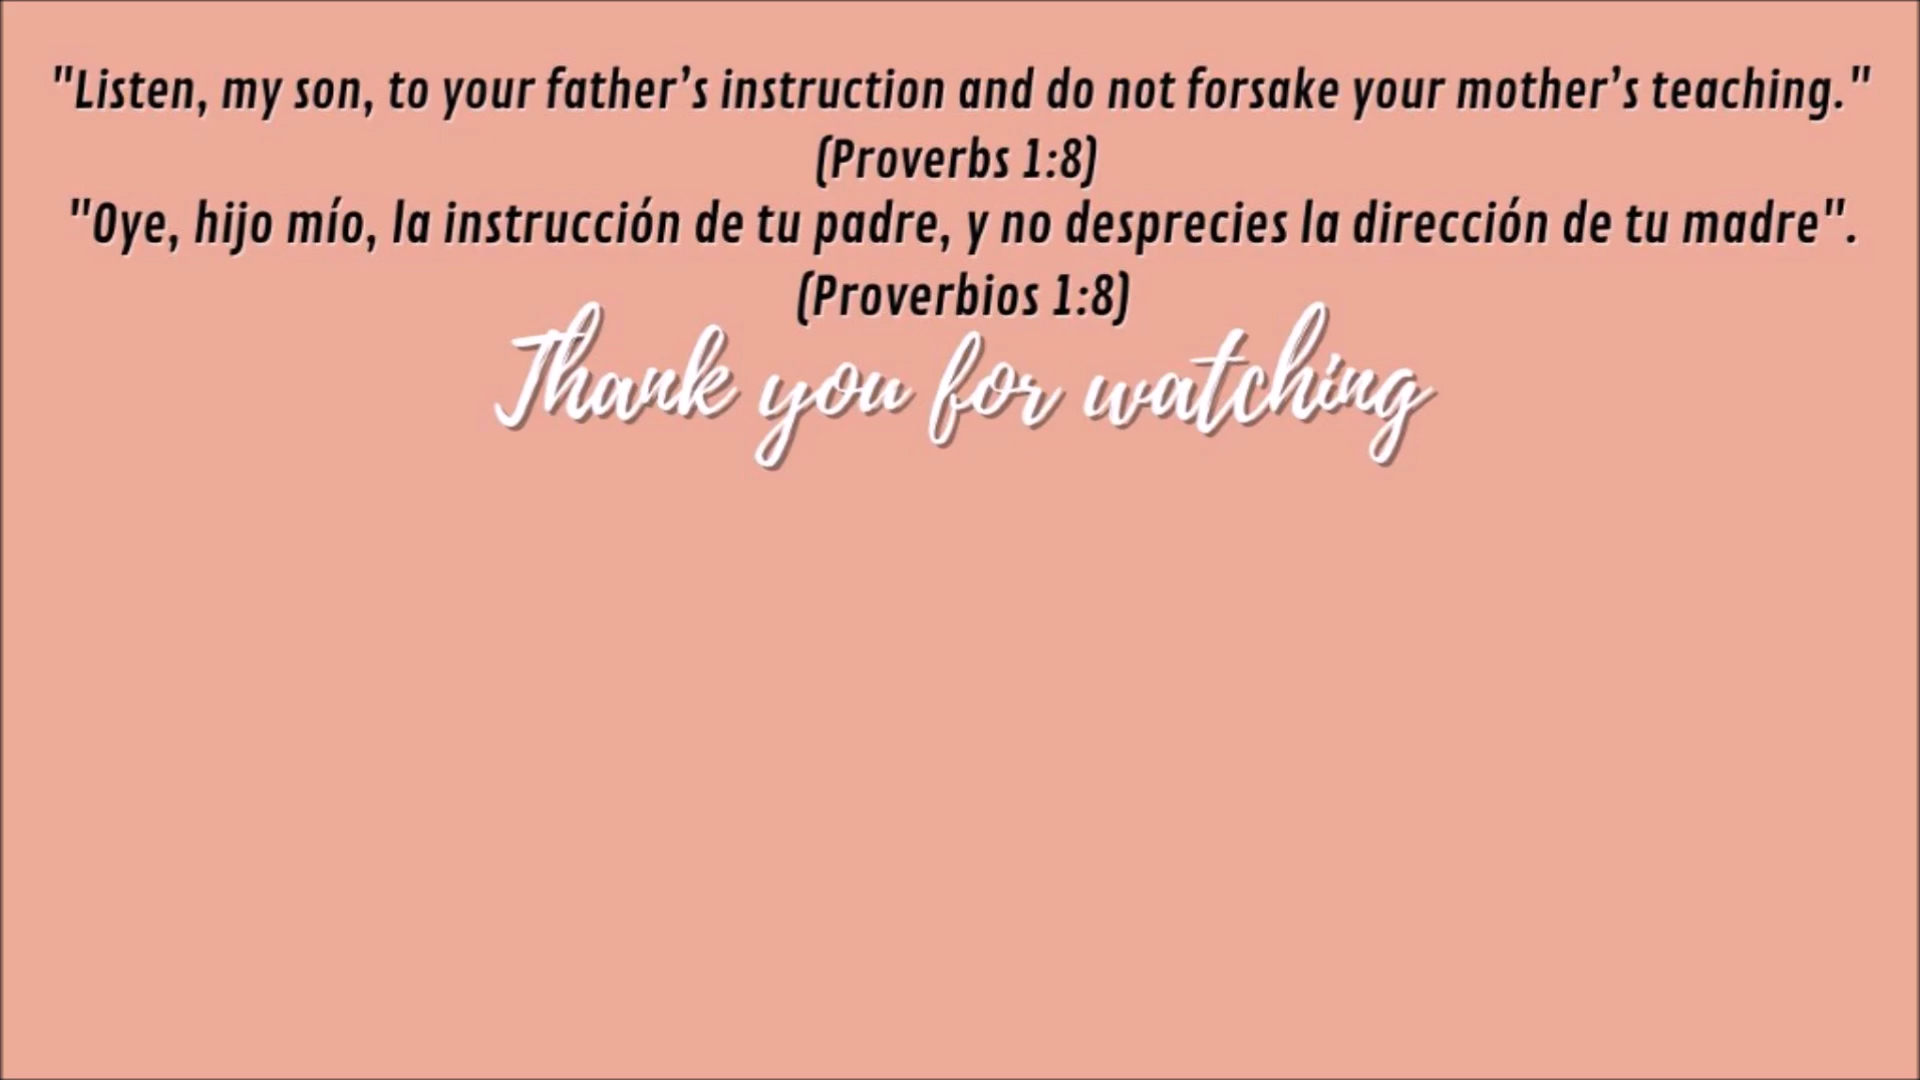 "Listen, my son, to your father’s instruction and do not forsake your mother’s teaching."
(Proverbs 1:8)
"Oye, hijo mío, la instrucción de tu padre, y no desprecies la dirección de tu madre".
(Proverbios 1:8)
Thank you for watching